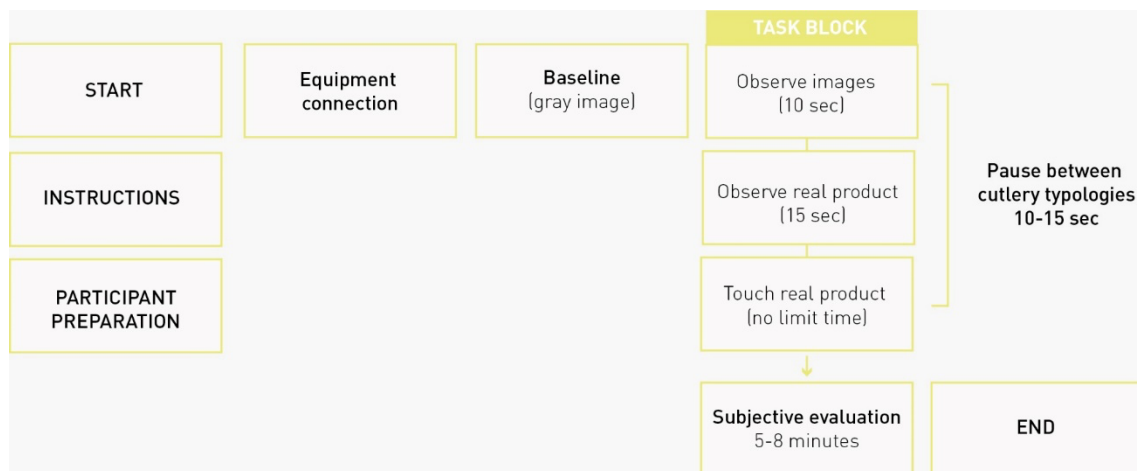 START
INSTRUCTIONS
PARTICIPANT
PREPARATION
Equipment
connection
Baseline
(gray image)
TASK BLOCK
Observe images
(10 sec)
Observe real product
(15 sec)
Touch real product
(no limit time)
Pause between
cutlery typologies
10-15 sec
Subjective evaluation
5-8 minutes
END